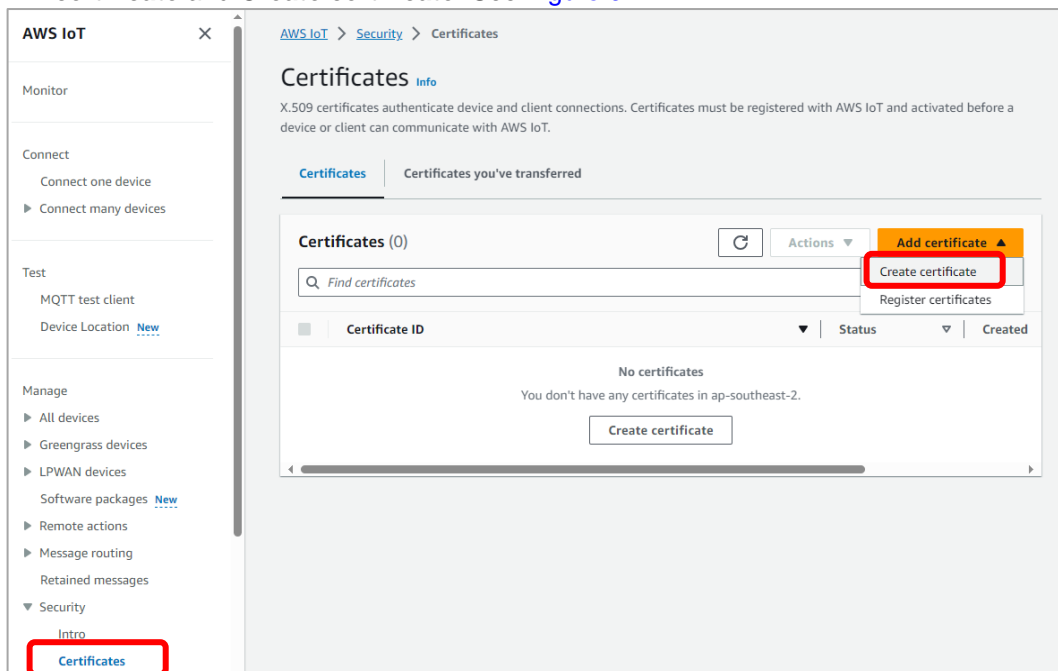 AWS IoT
Monitor
Connect
Connect one device
Connect many devices
Test
MQTT test client
Device Location New
Manage
All devices
Greengrass devices
LPWAN devices
Software packages New
Remote actions
Message routing
Retained messages
Security
Intro
Certificates
AWS IoT > Security > Certificates
Certificates Info
X.509 certificates authenticate device and client connections. Certificates must be registered with AWS IoT and activated before a
device or client can communicate with AWS IoT.
Certificates
Certificates you've transferred
Certificates (0)
Actions
Add certificate
Create certificate
Register certificates
Find certificates
Certificate ID
Status
Created
No certificates
You don't have any certificates in ap-southeast-2.
Create certificate